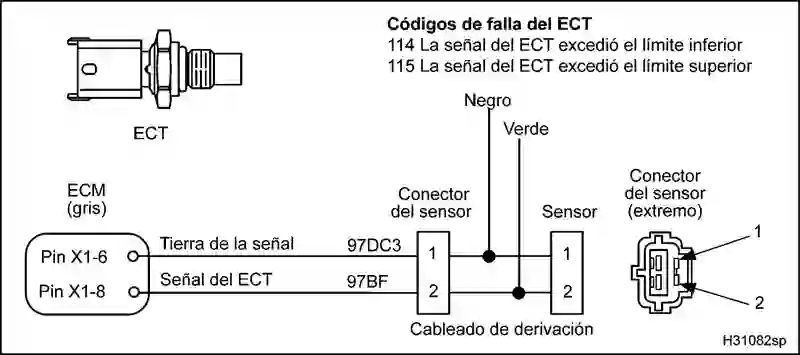 Códigos de falla del ECT
114 La señal del ECT excedió el límite inferior
115 La señal del ECT excedió el límite superior
Negro
Verde
ECT
ECM
(gris)
Conector
del sensor
Sensor
Conector
del sensor
(extremo)
Pin X1-6
Tierra de la señal
97DC3
1
1
1
Pin X1-8
Señal del ECT
97BF
2
2
2
Cableado de derivación
H31082sp